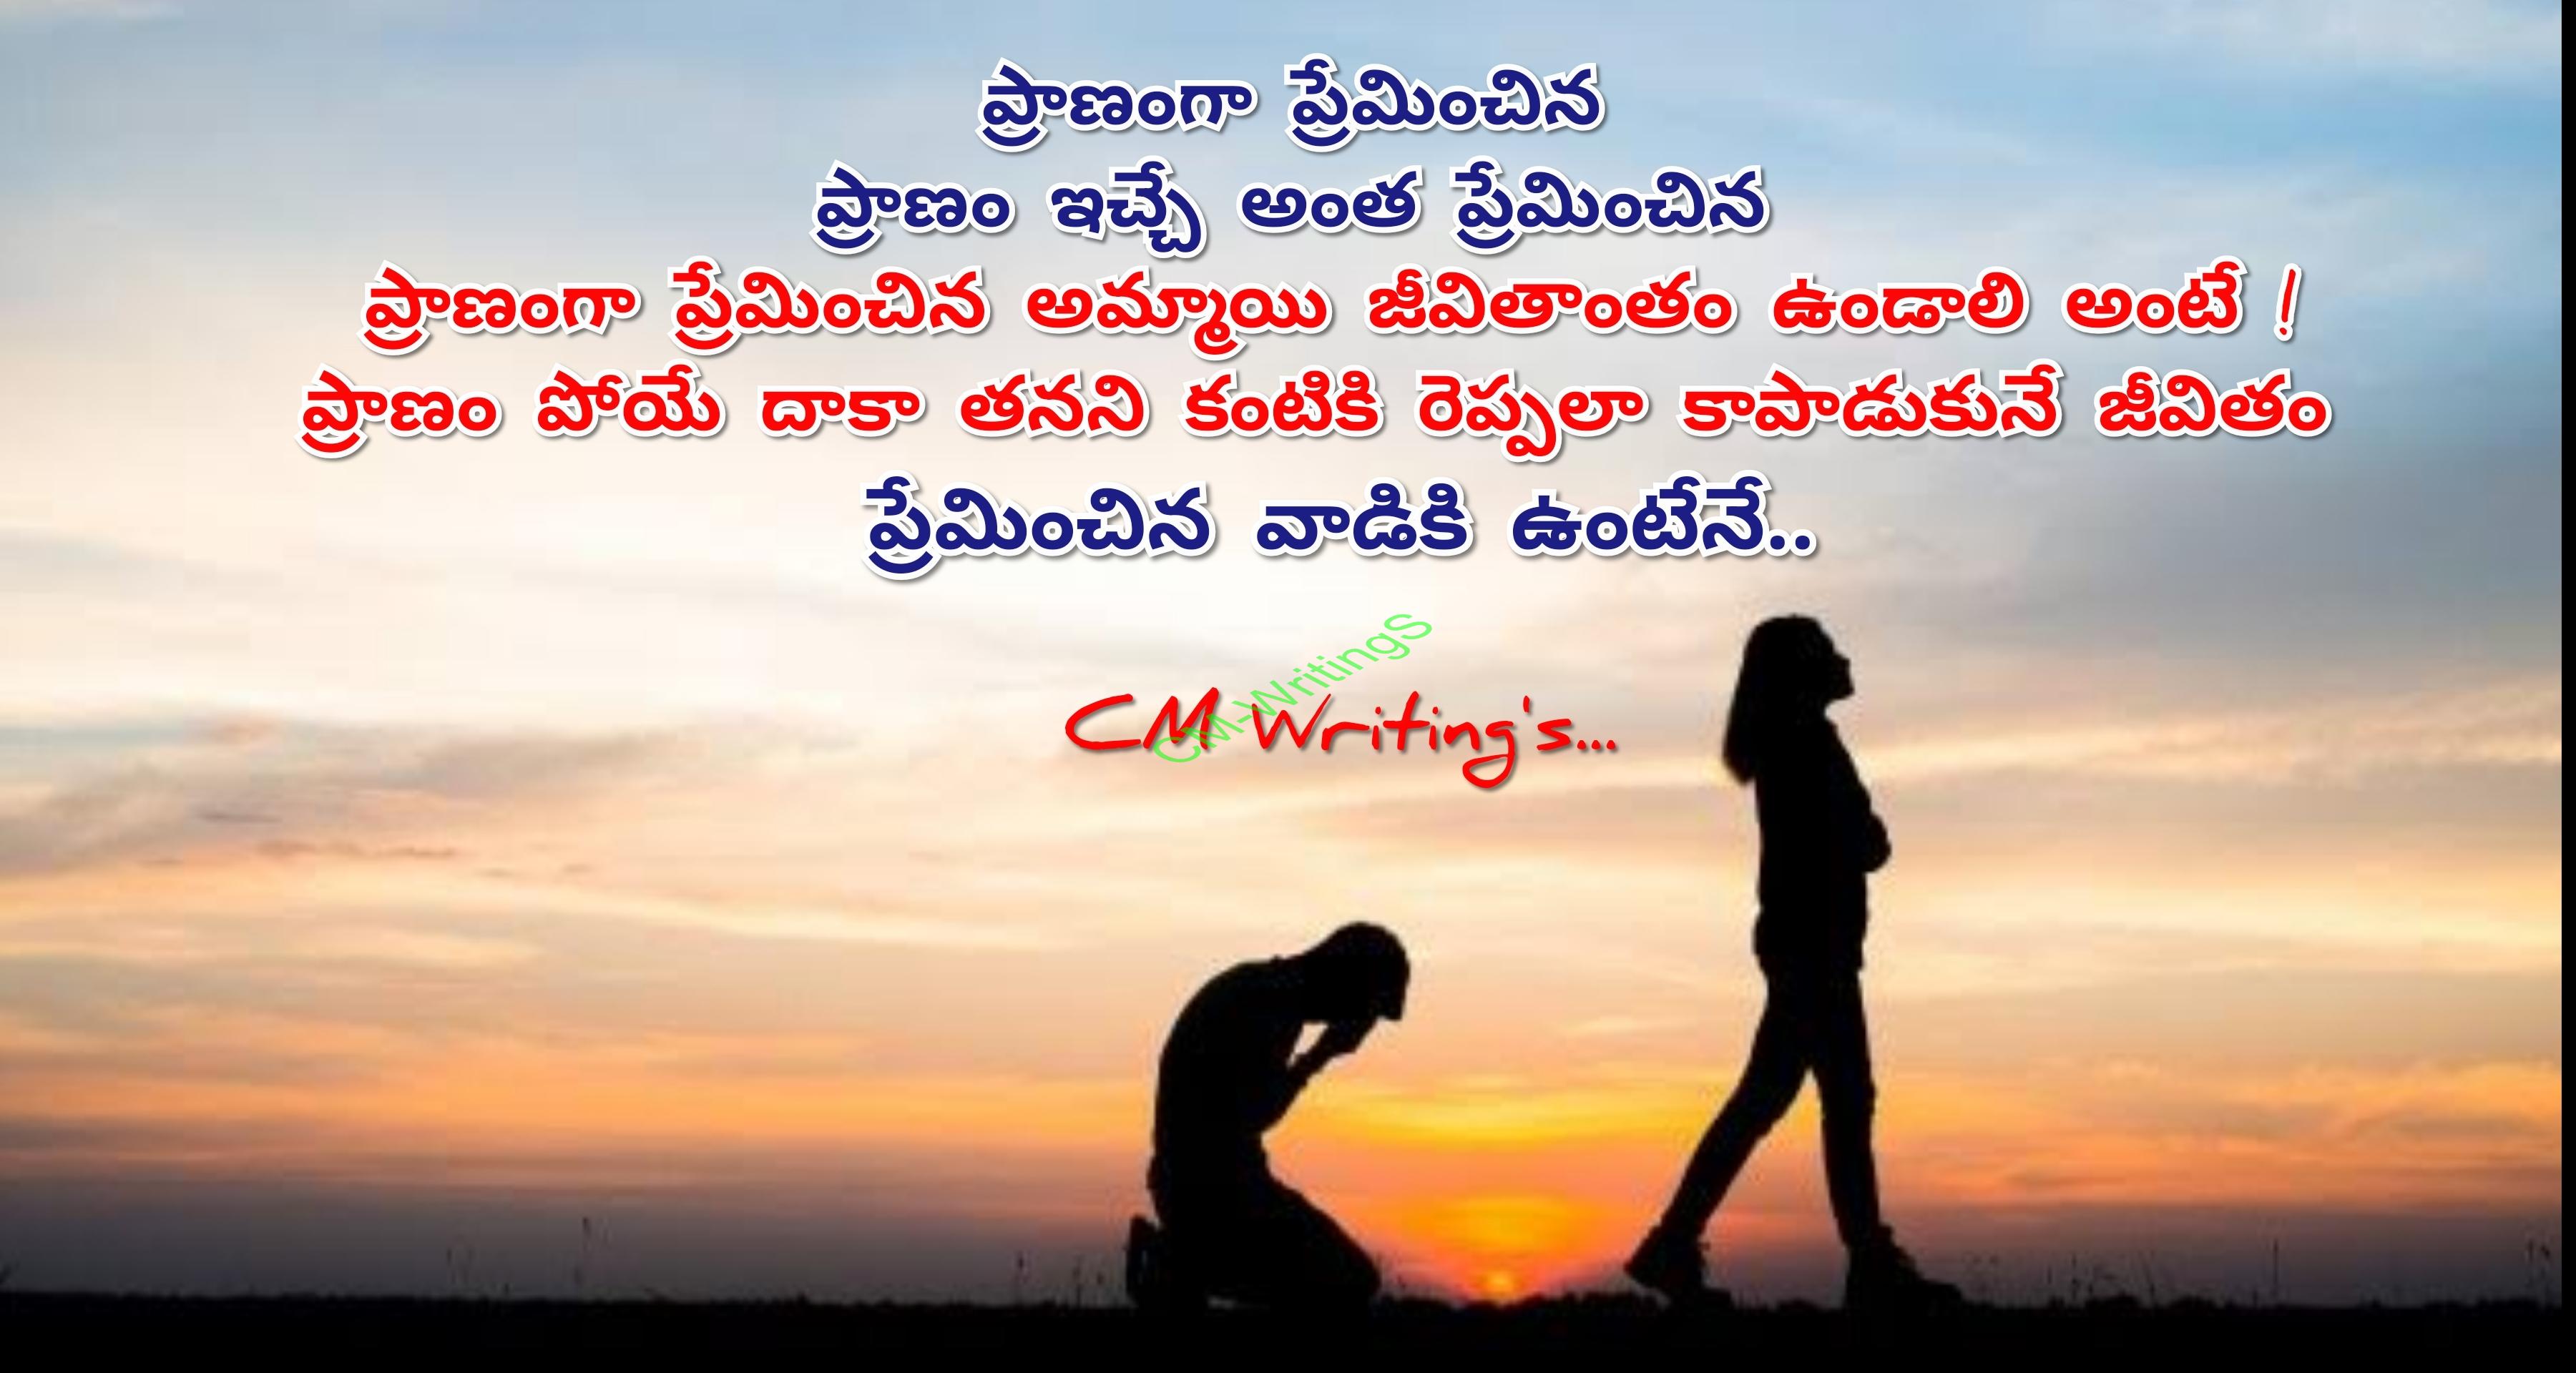 ప్రాణంగా ప్రేమించిన
ప్రాణం ఇచ్చే అంత ప్రేమించిన
ప్రాణంగా ప్రేమించిన అమ్మాయి జీవితాంతం ఉండాలి అంటే !
ప్రాణం పోయే దాకా తనని కంటికి రెప్పలా కాపాడుకునే జీవితం
ప్రేమించిన వాడికి ఉంటేనే..
CM-WritingS
CM Writing's...